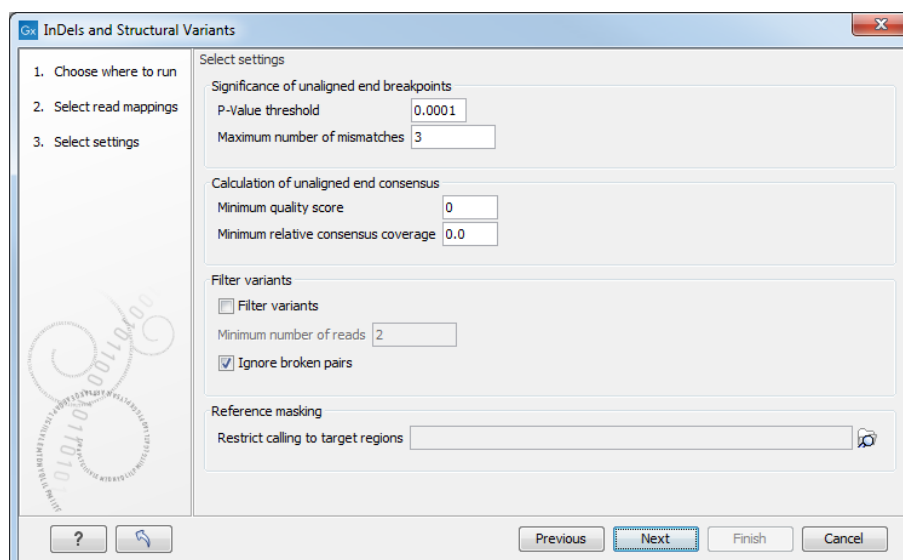 Gx InDels and Structural Variants
1. Choose where to run
2. Select read mappings
3. Select settings
Select settings
Significance of unaligned end breakpoints
P-Value threshold 0.0001
Maximum number of mismatches 3
Calculation of unaligned end consensus
Minimum quality score 0
Minimum relative consensus coverage 0.0
Filter variants
Filter variants
Minimum number of reads 2
Ignore broken pairs
Reference masking
Restrict calling to target regions
? Previous Next Finish Cancel